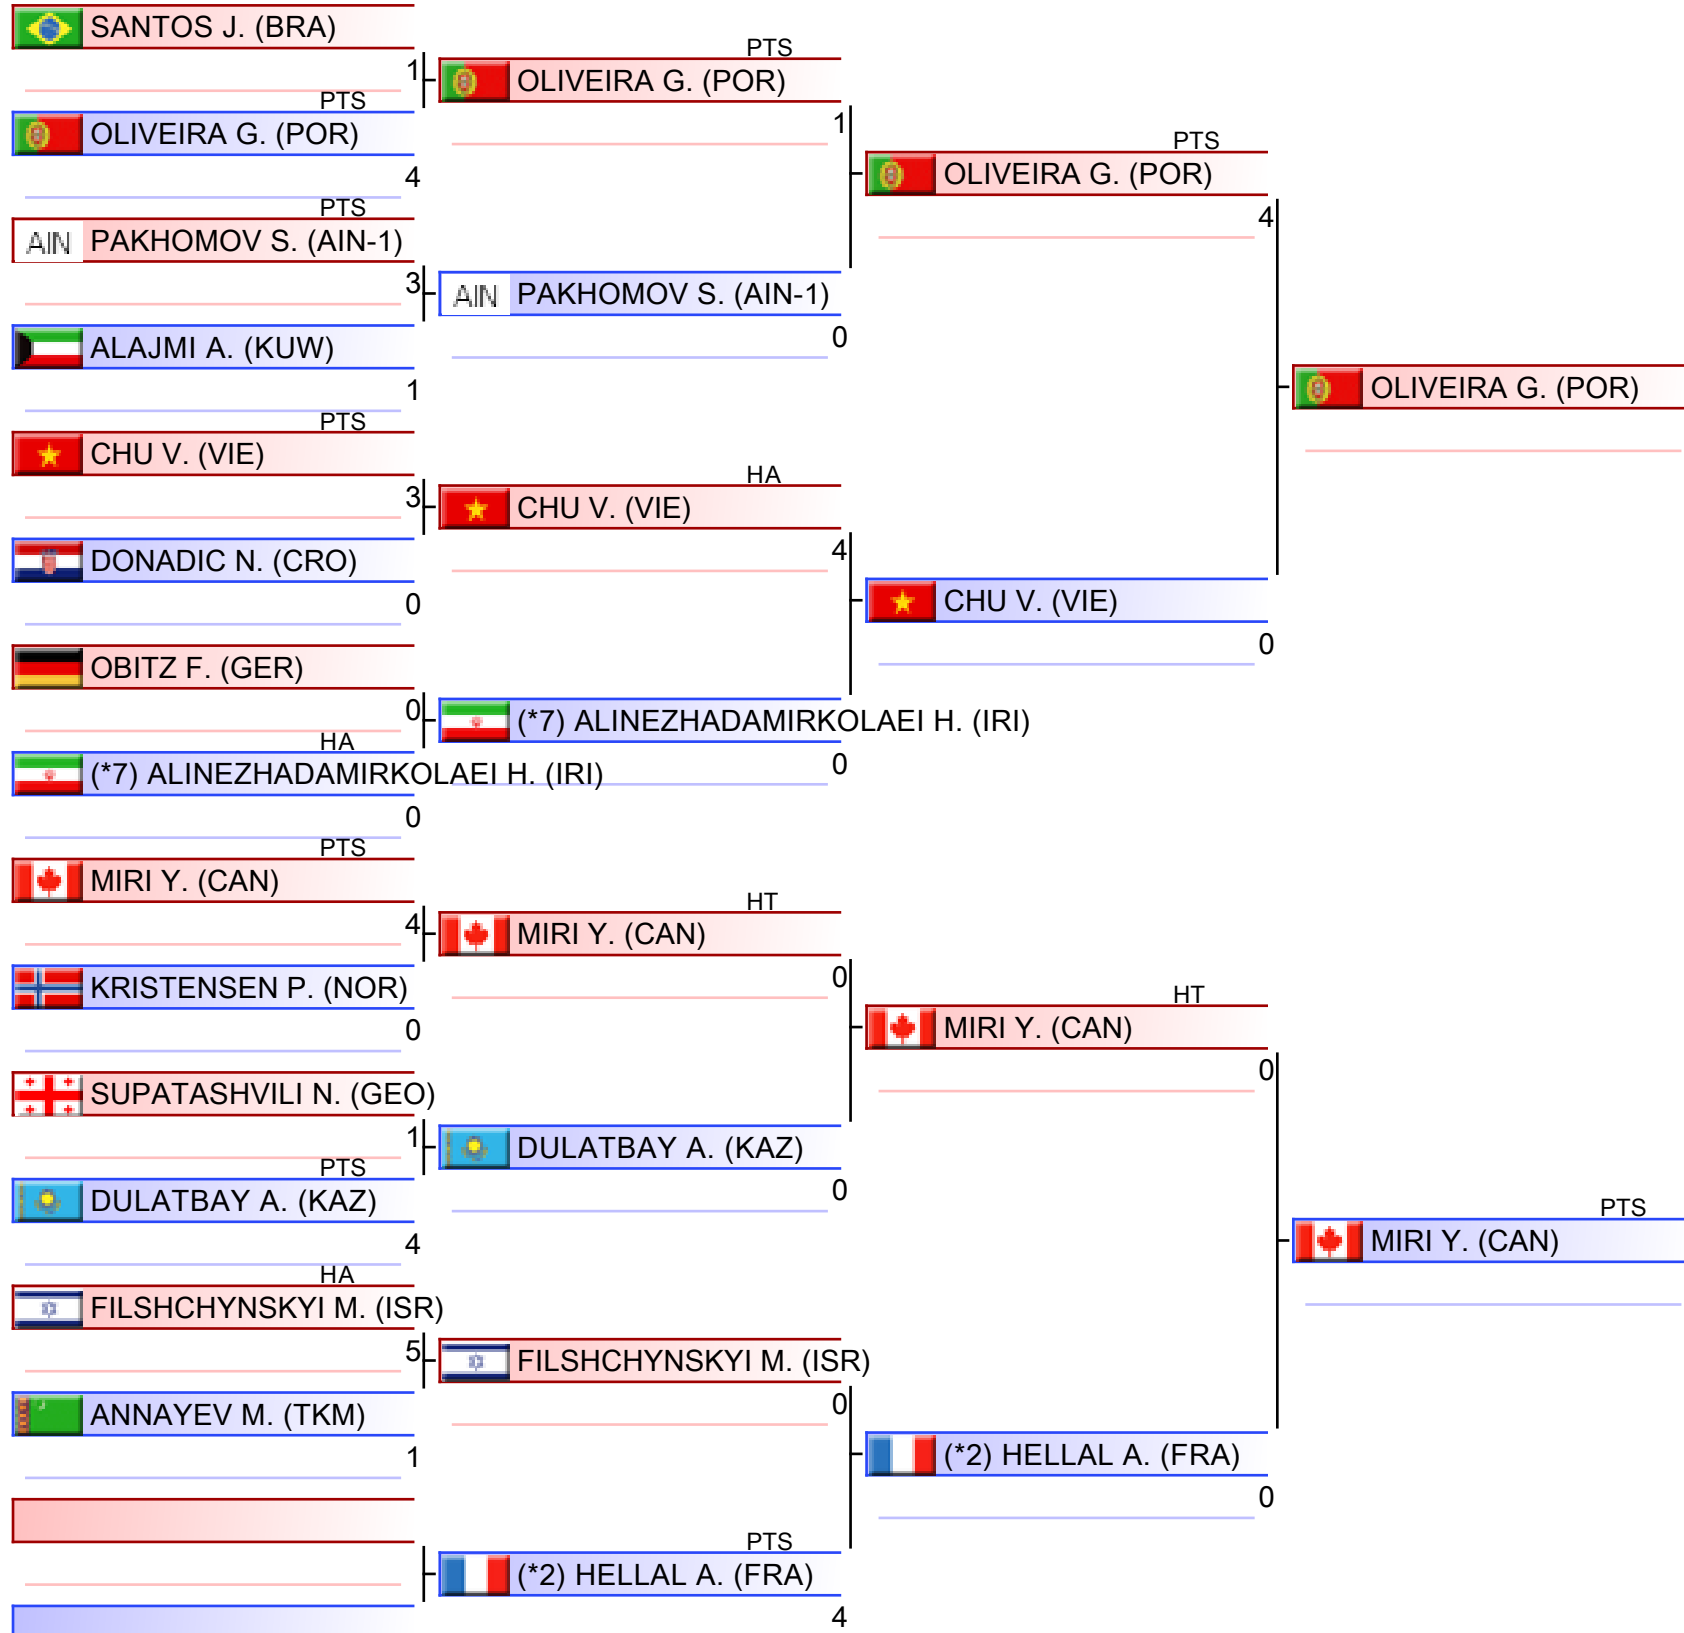 SANTOS J. (BRA)
1
PTS
OLIVEIRA G. (POR)
4
PTS
PAKHOMOV S. (AIN-1)
AIN
3
ALAJMI A. (KUW)
1
PTS
CHU V. (VIE)
3
DONADIC N. (CRO)
0
OBITZ F. (GER)
0
HA
(*7) ALINEZHADAMIRKOLAEI H. (IRI)
0
PTS
MIRI Y. (CAN)
4
KRISTENSEN P. (NOR)
0
SUPATASHVILI N. (GEO)
1
PTS
DULATBAY A. (KAZ)
4
HA
FILSHCHYNSKYI M. (ISR)
5
ANNAYEV M. (TKM)
1
PTS
OLIVEIRA G. (POR)
1
AIN
PAKHOMOV S. (AIN-1)
0
HA
CHU V. (VIE)
4
(*7) ALINEZHADAMIRKOLAEI H. (IRI)
0
HT
MIRI Y. (CAN)
0
DULATBAY A. (KAZ)
0
FILSHCHYNSKYI M. (ISR)
0
PTS
(*2) HELLAL A. (FRA)
4
PTS
OLIVEIRA G. (POR)
4
CHU V. (VIE)
0
HT
MIRI Y. (CAN)
0
(*2) HELLAL A. (FRA)
0
OLIVEIRA G. (POR)
PTS
MIRI Y. (CAN)